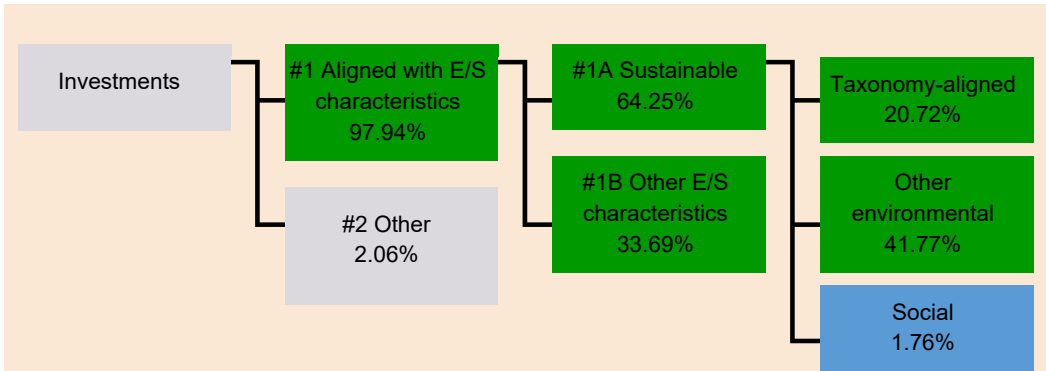 Investments
#1 Aligned with E/S
characteristics
97.94%
#2 Other
2.06%
#1A Sustainable
64.25%
#1B Other E/S
characteristics
33.69%
Taxonomy-aligned
20.72%
Other
environmental
41.77%
Social
1.76%